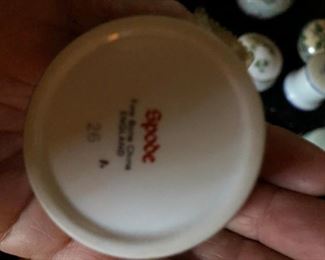 Spode
Fine Bone China
ENGLAND
26
A